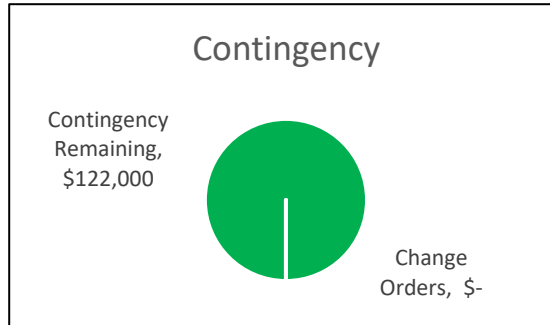 Contingency
Contingency
Remaining,
$122,000
Change
Orders, $-